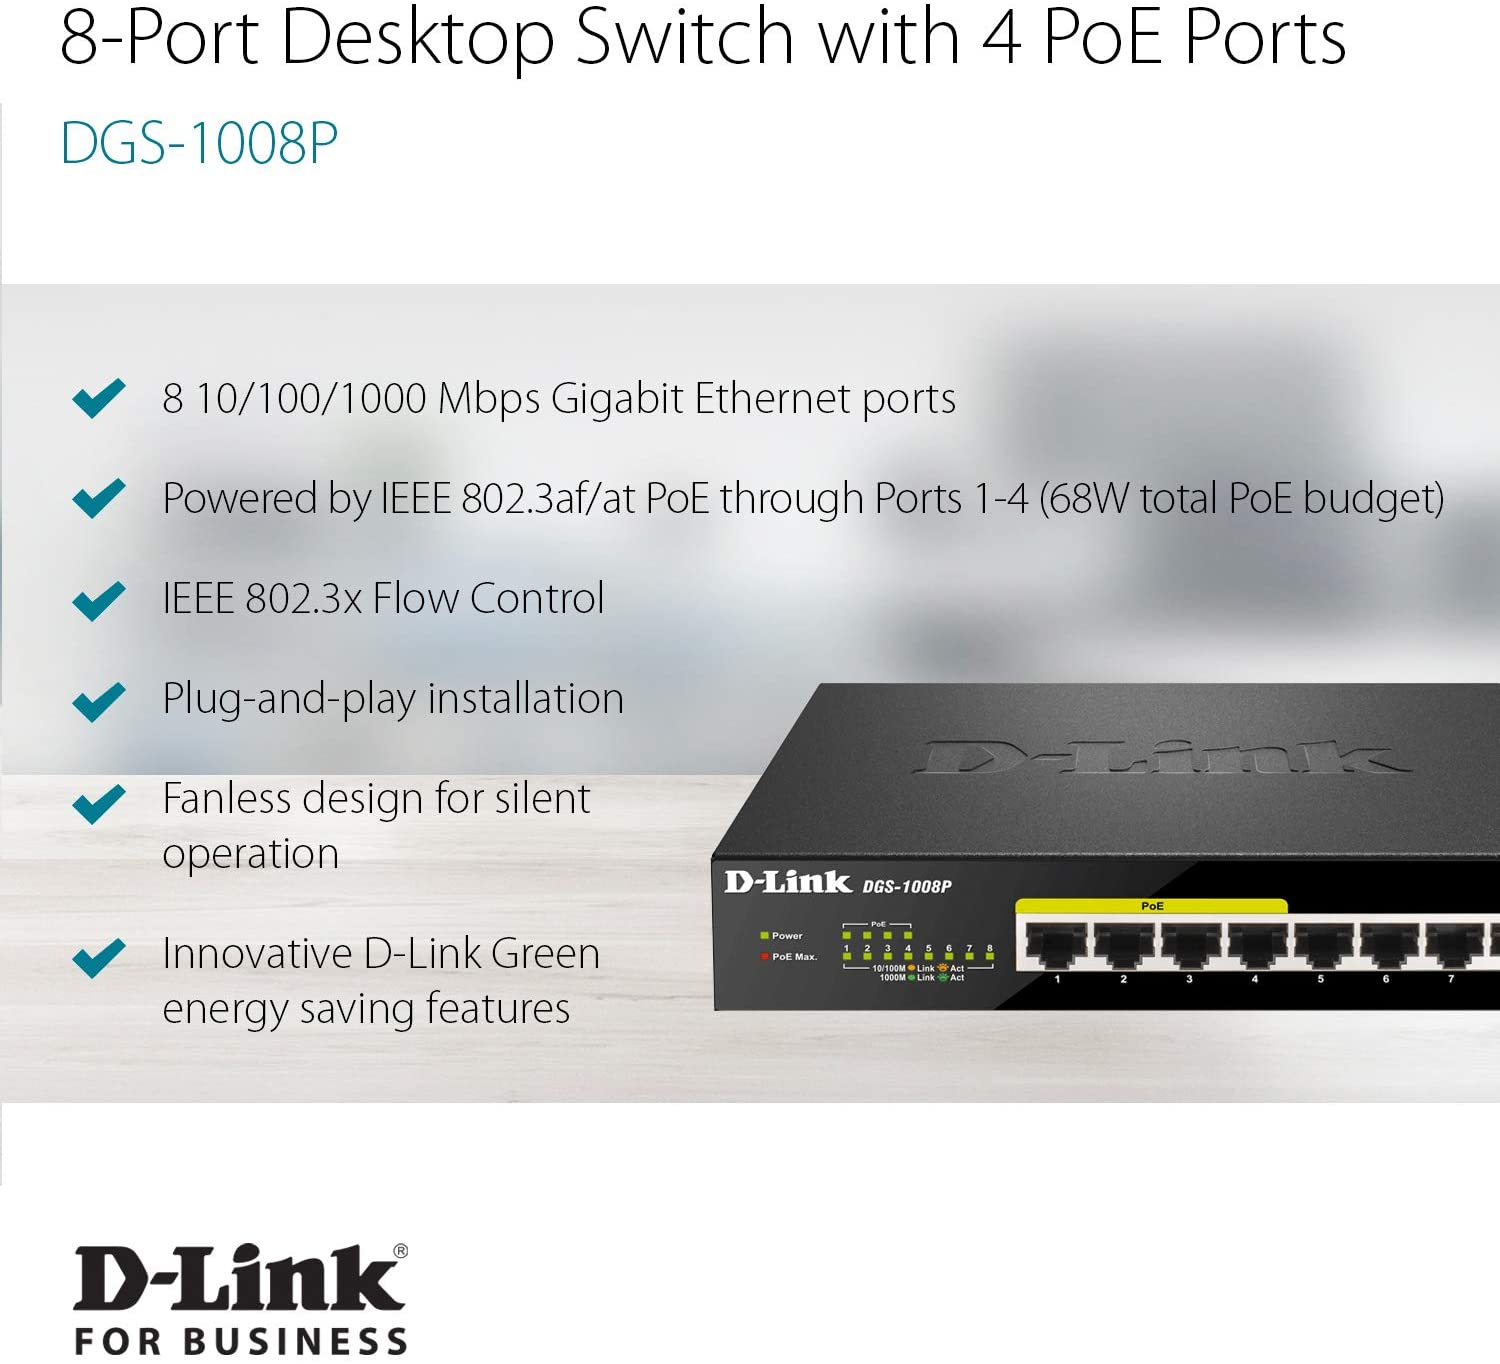 8-Port Desktop Switch with 4 PoE Ports
DGS-1008P
8 10/100/1000 Mbps Gigabit Ethernet ports
Powered by IEEE 802.3af/at PoE through Ports 1-4 (68W total PoE budget)
IEEE 802.3x Flow Control
Plug-and-play installation
Fanless design for silent
operation
Innovative D-Link Green
energy saving features
D-Link
D-Link DGS-1008P
PoE
PoE
Power
1 2 3 4 5 6 7 8
PoE Max.
10/100M Link Act
1000M Link Act
1 2 3 4 5 6 7
D-Link®
FOR BUSINESS